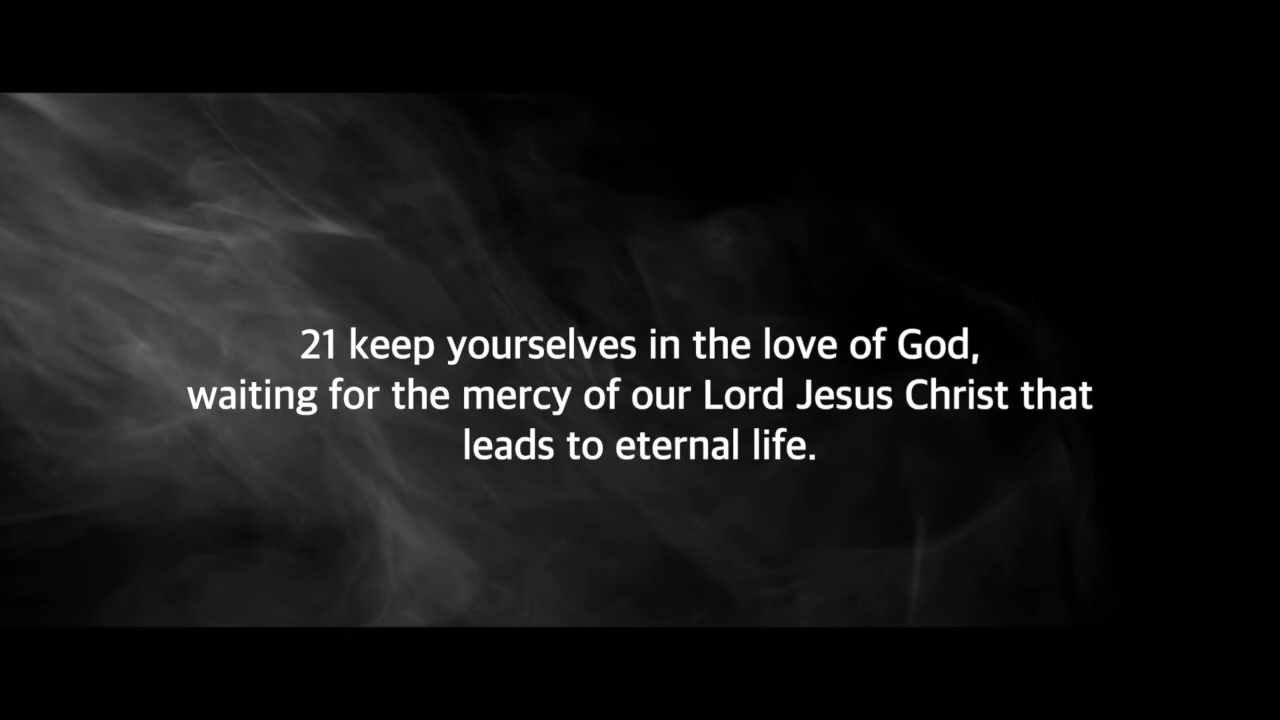 21 keep yourselves in the love of God,
waiting for the mercy of our Lord Jesus Christ that
leads to eternal life.